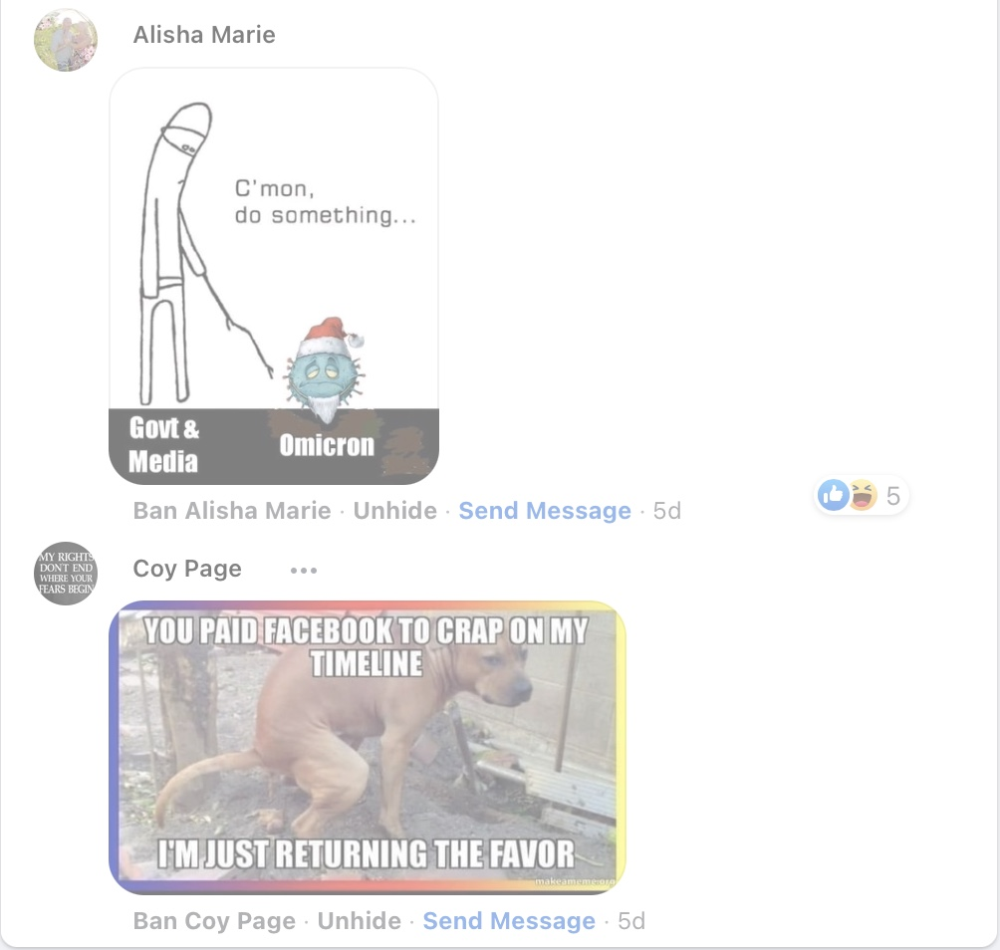 Alisha Marie
C'mon,
do something...
Govt &
Media
Omicron
Ban Alisha Marie · Unhide · Send Message · 5d
5
MY RIGHTS
DON'T END
WHERE YOUR
FEARS BEGIN
Coy Page
YOU PAID FACEBOOK TO CRAP ON MY
TIMELINE
I'M JUST RETURNING THE FAVOR
makeameme.org
Ban Coy Page · Unhide · Send Message · 5d